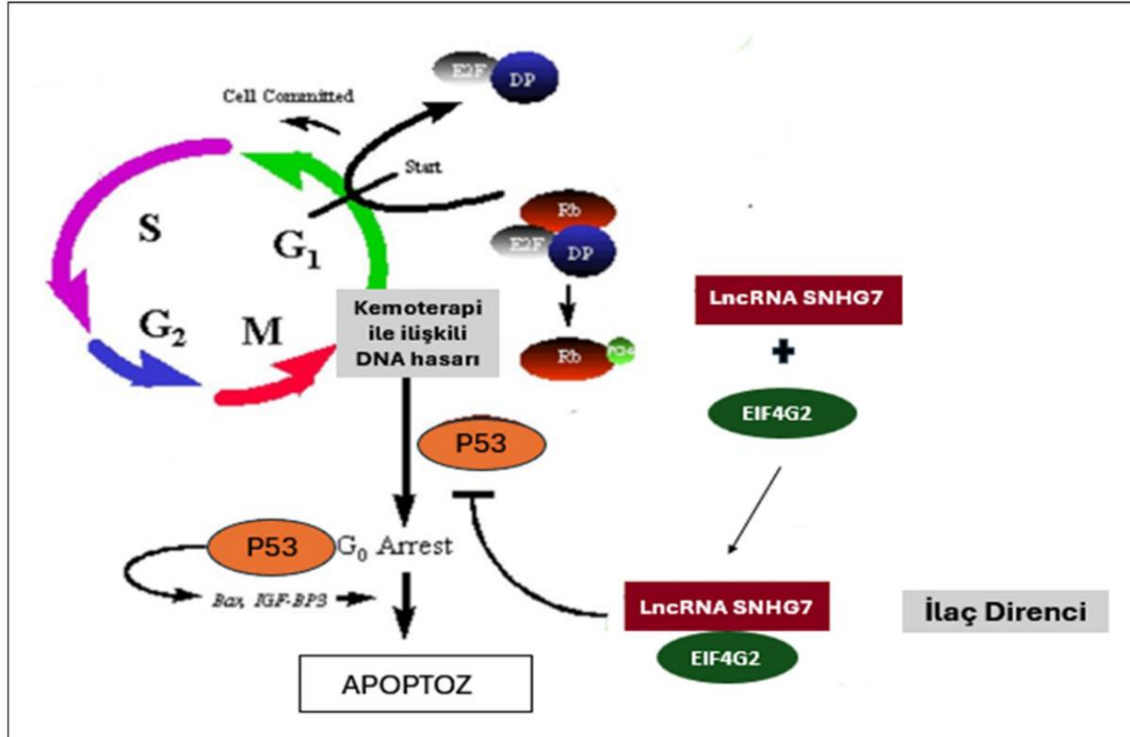 E2F
DP
Cell Committed
Start
S
G1
G2
M
Rb
E2F
DP
Rb
Kemoterapi
ile ilişkili
DNA hasarı
LncRNA SNHG7
+
EIF4G2
P53
P53
G0 Arrest
Bax, IGF-BP3
APOPTOZ
LncRNA SNHG7
EIF4G2
İlaç Direnci